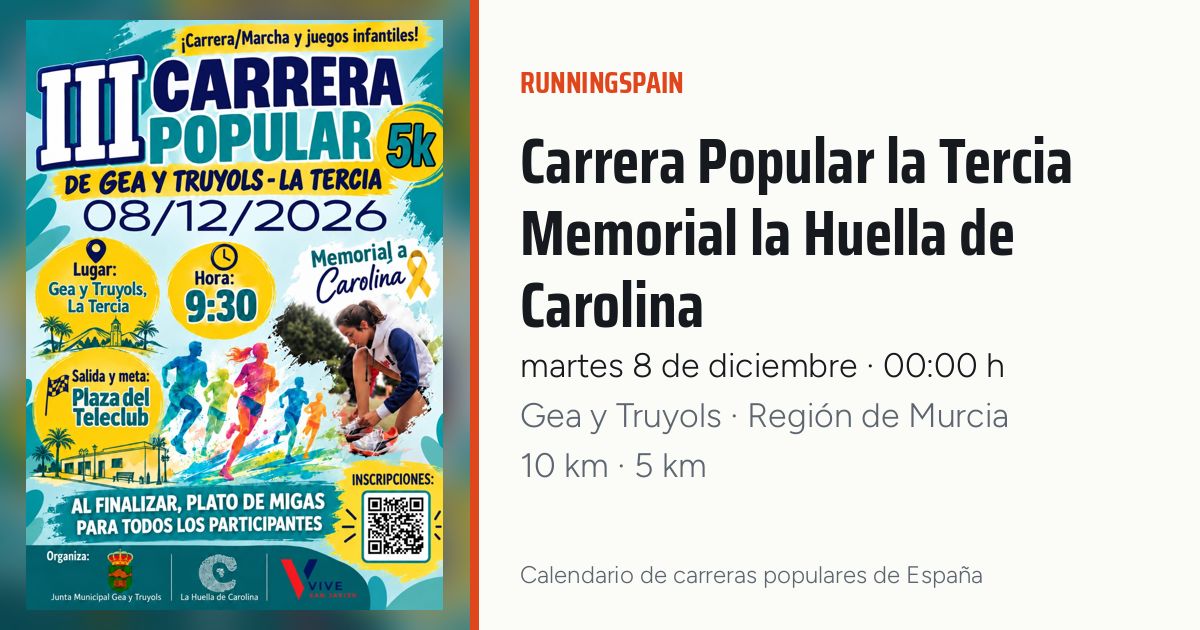 ¡Carrera/Marcha y juegos infantiles!
III CARRERA
POPULAR
5k
DE GEA Y TRUYOLS - LA TERCIA
08/12/2026
Lugar:
Gea y Truyols,
La Tercia
Hora:
9:30
Memorial a
Carolina
Salida y meta:
Plaza del
Teleclub
INSCRIPCIONES:
AL FINALIZAR, PLATO DE MIGAS
PARA TODOS LOS PARTICIPANTES
Organiza:
Junta Municipal Gea y Truyols
La Huella de Carolina
VIVE
SAN JAVIER
RUNNINGSPAIN
Carrera Popular la Tercia
Memorial la Huella de
Carolina
martes 8 de diciembre · 00:00 h
Gea y Truyols · Región de Murcia
10 km · 5 km
Calendario de carreras populares de España